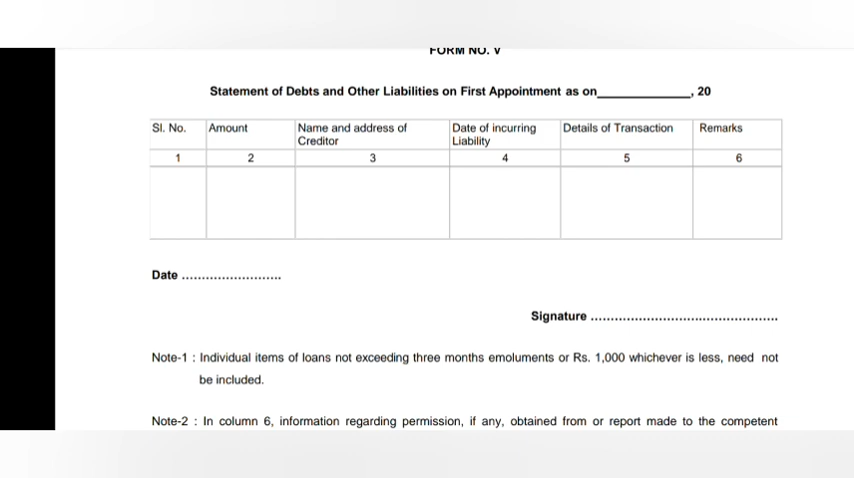 FORM NO. V
Statement of Debts and Other Liabilities on First Appointment as on______________, 20
Sl. No. Amount Name and address of Creditor Date of incurring Liability Details of Transaction Remarks
1 2 3 4 5 6
Date .........................
Signature ...............................................
Note-1 : Individual items of loans not exceeding three months emoluments or Rs. 1,000 whichever is less, need not
be included.
Note-2 : In column 6, information regarding permission, if any, obtained from or report made to the competent